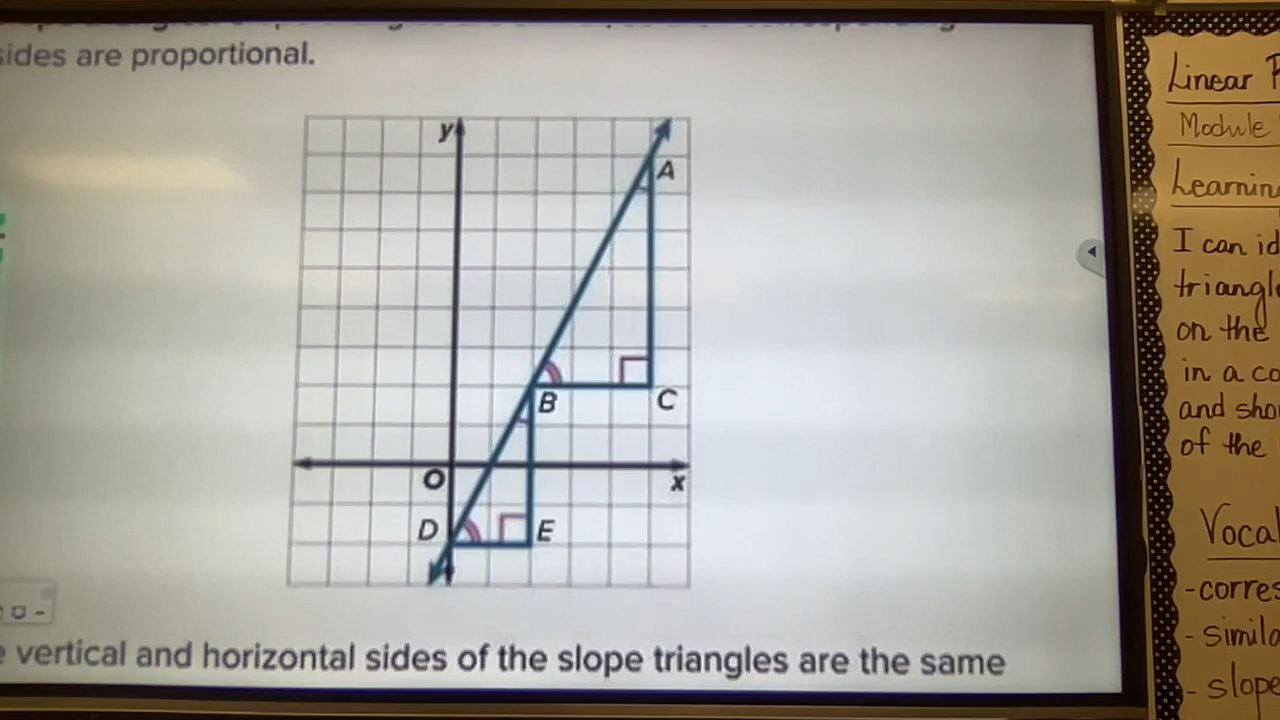 sides are proportional.
y
A
B
C
O
x
D
E
vertical and horizontal sides of the slope triangles are the same
Linear
Module
Learnin
I can id
triangle
on the
in a co
and sho
of the
Vocal
-corres
- simila
- slope